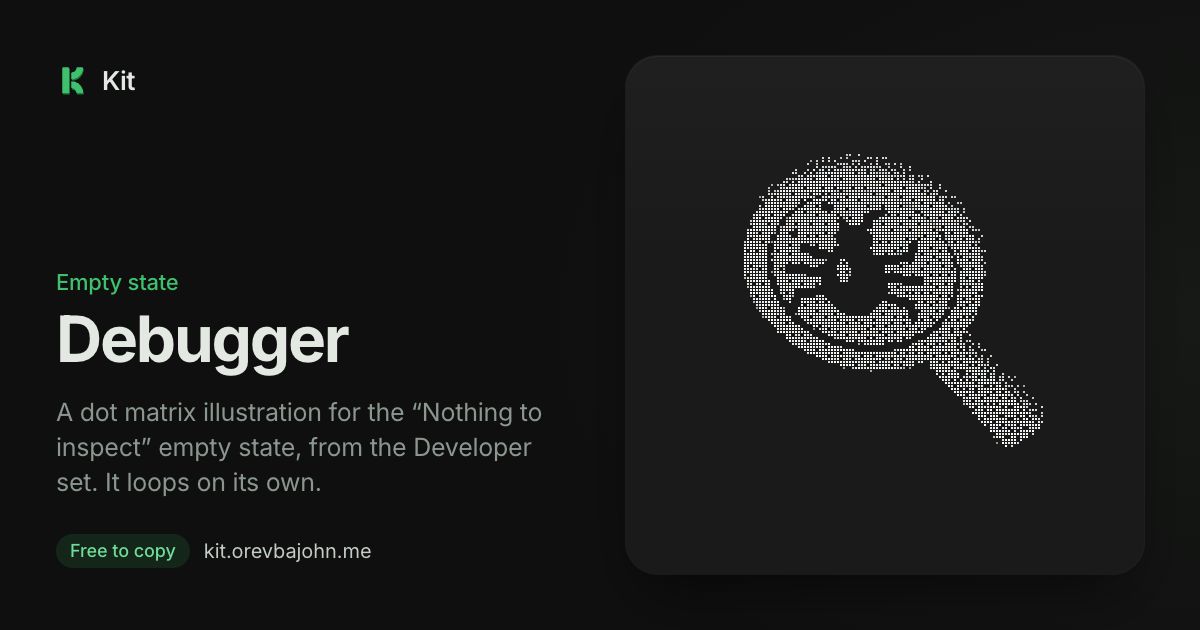 Kit
Empty state
Debugger
A dot matrix illustration for the “Nothing to
inspect” empty state, from the Developer
set. It loops on its own.
Free to copy
kit.orevbajohn.me